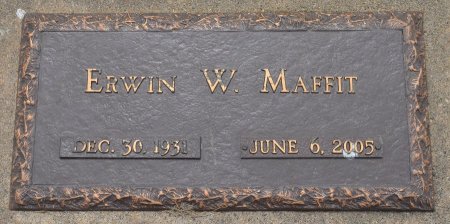 ERWIN W. MAFFIT
DEC. 30, 1931
JUNE 6, 2005